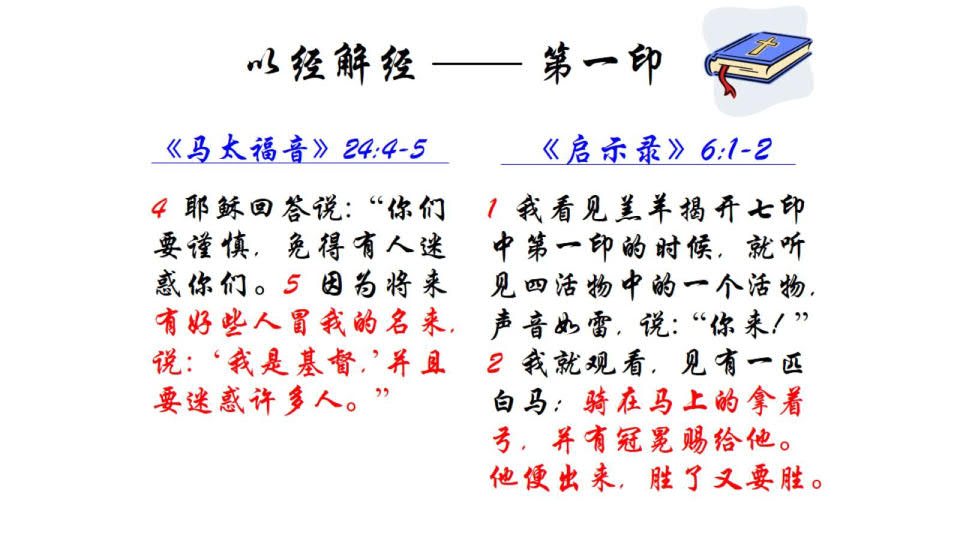 以经解经 —— 第一印
《马太福音》24:4-5
4 耶稣回答说：“你们
要谨慎，免得有人迷
惑你们。5 因为将来
有好些人冒我的名来，
说：‘我是基督，’并且
要迷惑许多人。”
《启示录》6:1-2
1 我看见羔羊揭开七印
中第一印的时候，就听
见四活物中的一个活物，
声音如雷，说：“你来！”
2 我就观看，见有一匹
白马；骑在马上的拿着
弓，并有冠冕赐给他。
他便出来，胜了又要胜。